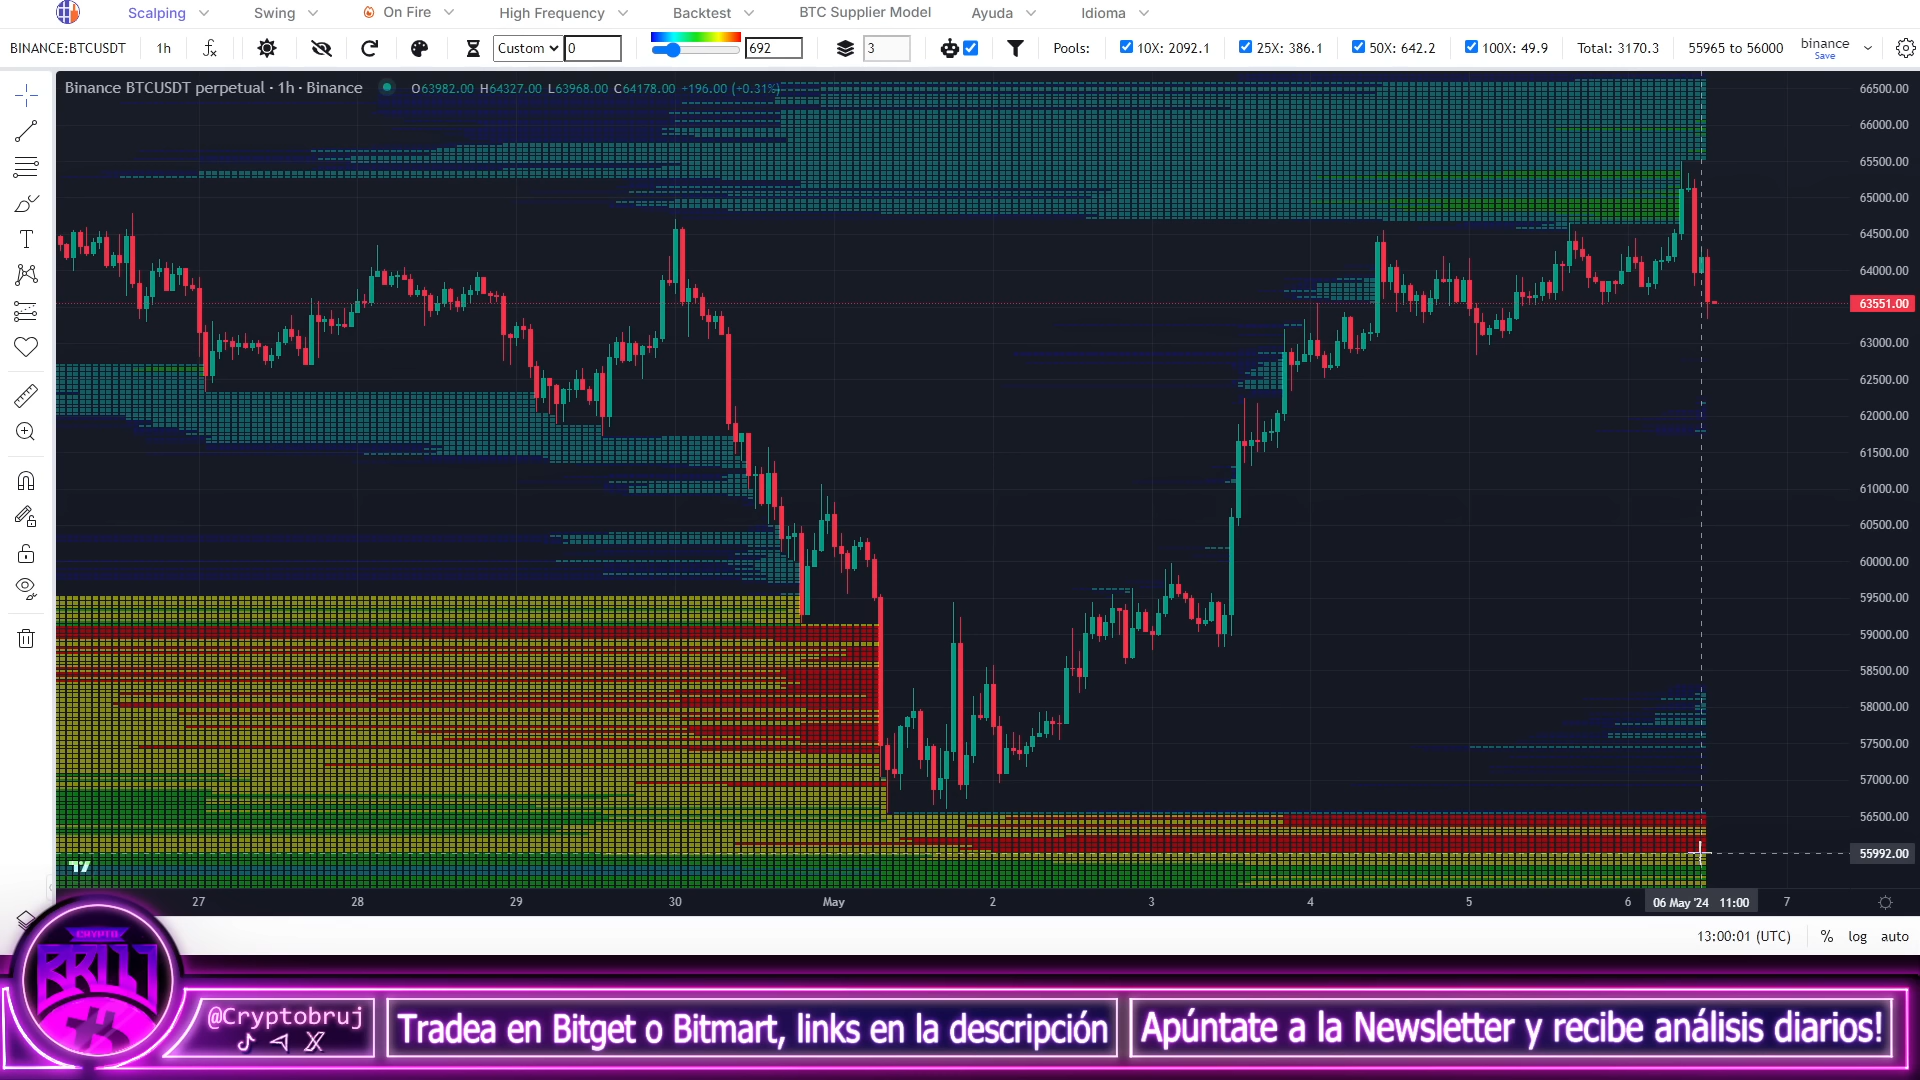 Scalping Swing On Fire High Frequency Backtest BTC Supplier Model Ayuda Idioma
BINANCE:BTCUSDT 1h Custom 0 692 3 Pools: 10X: 2092.1 25X: 386.1 50X: 642.2 100X: 49.9 Total: 3170.3 55965 to 56000 binance
Save
Binance BTCUSDT perpetual · 1h · Binance O63982.00 H64327.00 L63968.00 C64178.00 +196.00 (+0.31%)
66500.00
66000.00
65500.00
65000.00
64500.00
64000.00
63551.00
63000.00
62500.00
62000.00
61500.00
61000.00
60500.00
60000.00
59500.00
59000.00
58500.00
58000.00
57500.00
57000.00
56500.00
55992.00
27 28 29 30 May 2 3 4 5 6 06 May '24 11:00 7
13:00:01 (UTC) % log auto
CRYPTO
BRUJ
@Cryptobruj
Tradea en Bitget o Bitmart, links en la descripción
Apúntate a la Newsletter y recibe análisis diarios!